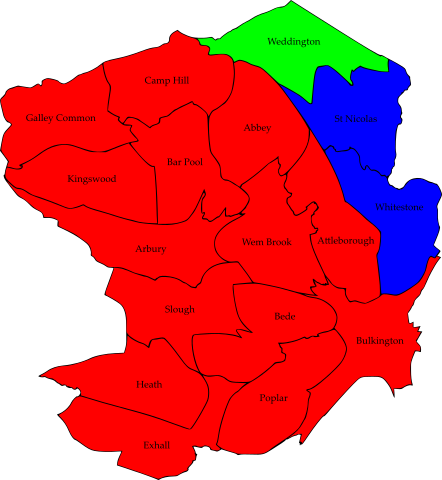 Weddington
Camp Hill
Galley Common
St Nicolas
Abbey
Bar Pool
Kingswood
Whitestone
Arbury
Wem Brook
Attleborough
Slough
Bede
Bulkington
Heath
Poplar
Exhall